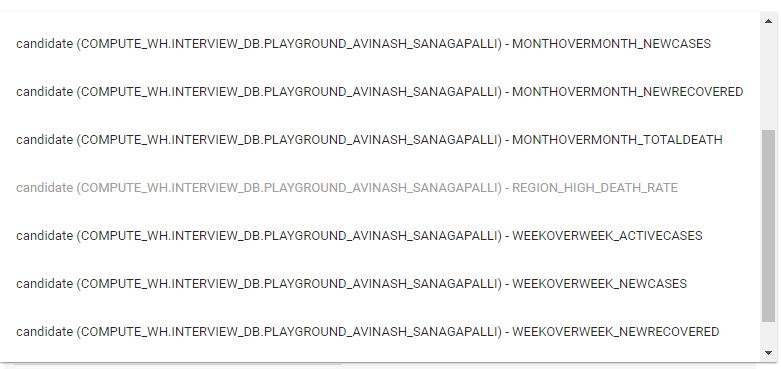 candidate (COMPUTE_WH.INTERVIEW_DB.PLAYGROUND_AVINASH_SANAGAPALLI) - MONTHOVERMONTH_NEWCASES
candidate (COMPUTE_WH.INTERVIEW_DB.PLAYGROUND_AVINASH_SANAGAPALLI) - MONTHOVERMONTH_NEWRECOVERED
candidate (COMPUTE_WH.INTERVIEW_DB.PLAYGROUND_AVINASH_SANAGAPALLI) - MONTHOVERMONTH_TOTALDEATH
candidate (COMPUTE_WH.INTERVIEW_DB.PLAYGROUND_AVINASH_SANAGAPALLI) - REGION_HIGH_DEATH_RATE
candidate (COMPUTE_WH.INTERVIEW_DB.PLAYGROUND_AVINASH_SANAGAPALLI) - WEEKOVERWEEK_ACTIVECASES
candidate (COMPUTE_WH.INTERVIEW_DB.PLAYGROUND_AVINASH_SANAGAPALLI) - WEEKOVERWEEK_NEWCASES
candidate (COMPUTE_WH.INTERVIEW_DB.PLAYGROUND_AVINASH_SANAGAPALLI) - WEEKOVERWEEK_NEWRECOVERED